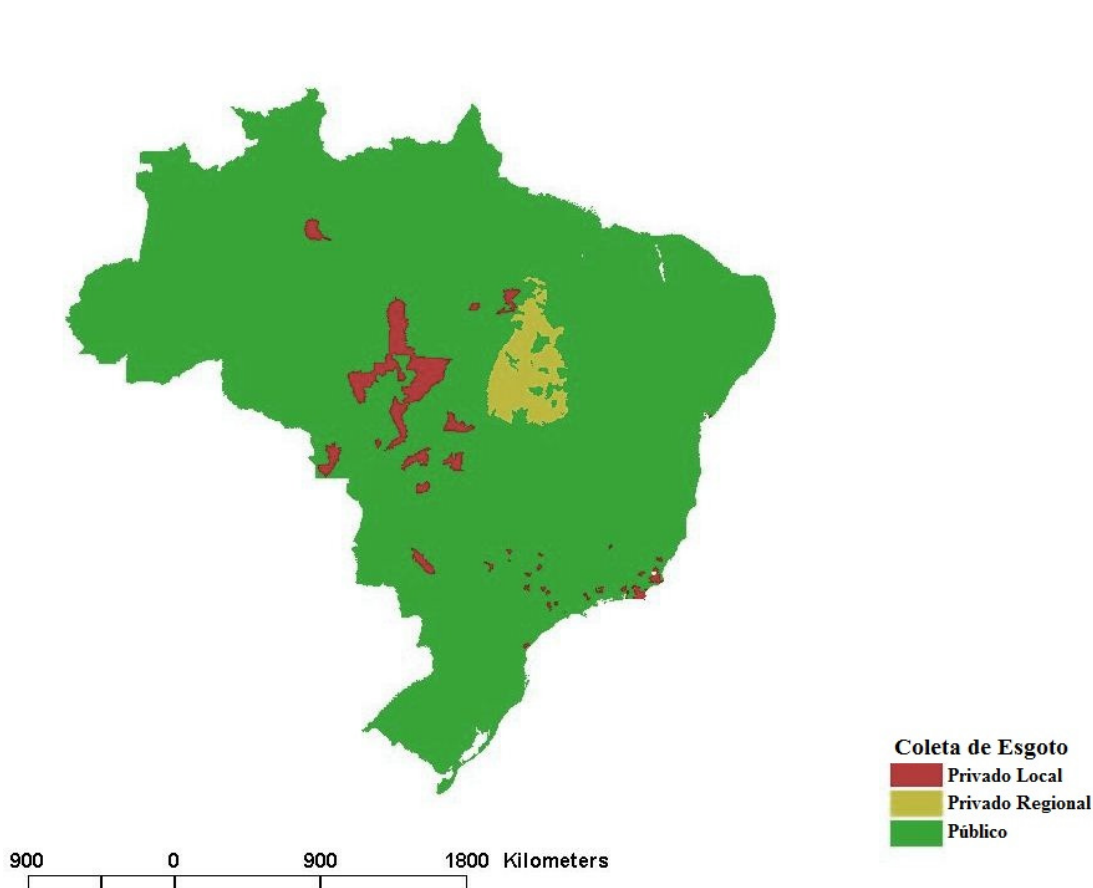 Coleta de Esgoto
Privado Local
Privado Regional
Público
900 0 900 1800 Kilometers